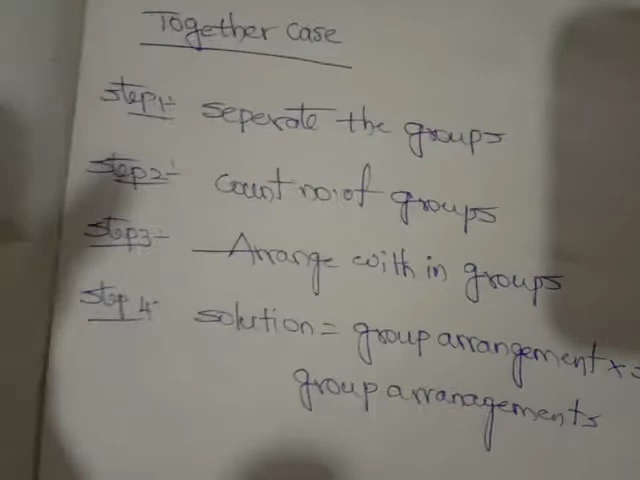 Together case
Step1:- seperate the groups
Step2:- count no. of groups
Step3:- Arrange with in groups
Step 4:- solution = group arrangement x
group arranagements